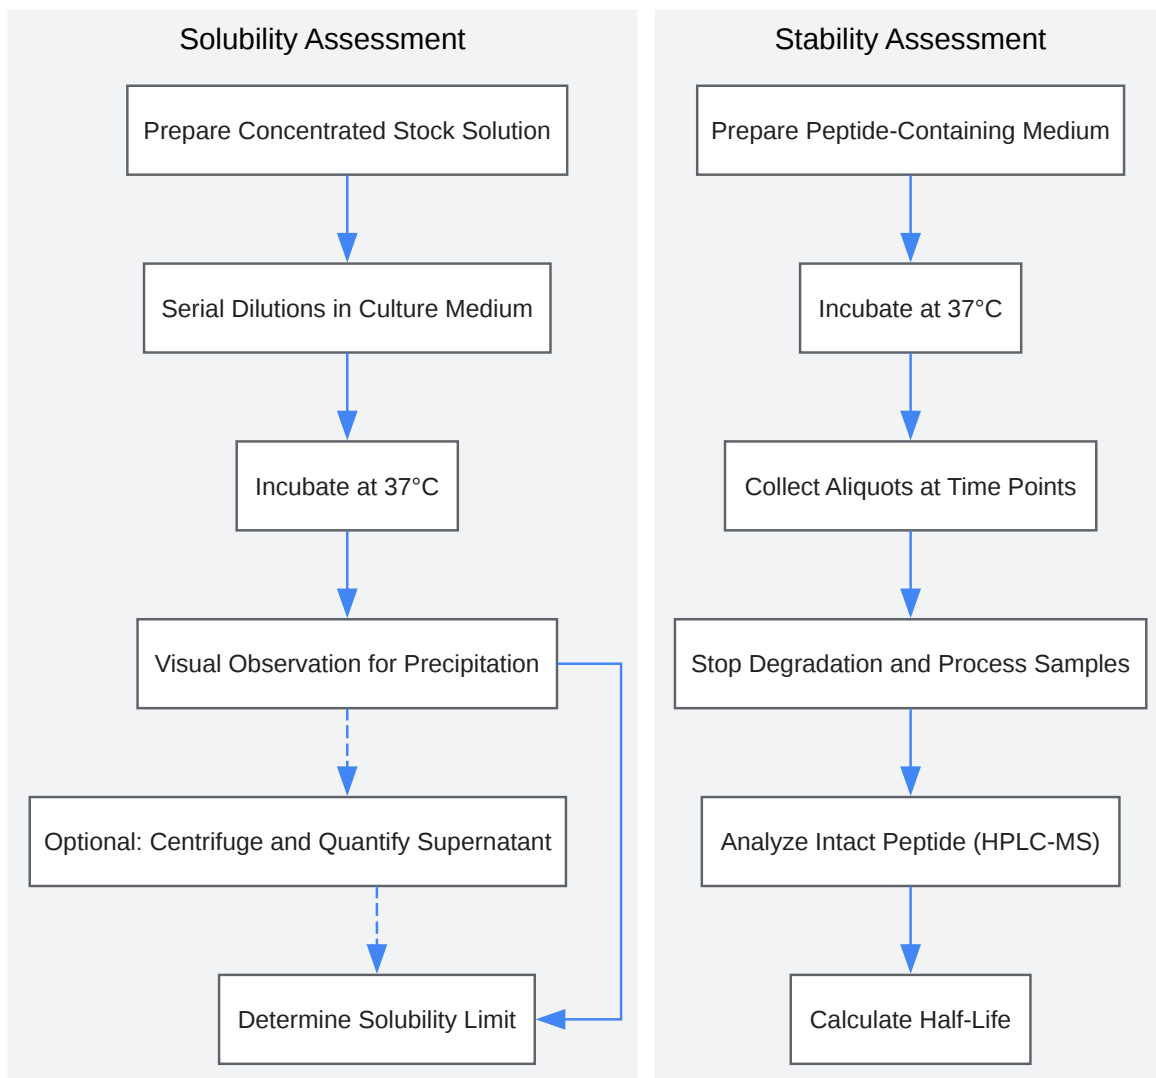 Solubility Assessment
Prepare Concentrated Stock Solution
Serial Dilutions in Culture Medium
Incubate at 37°C
Visual Observation for Precipitation
Optional: Centrifuge and Quantify Supernatant
Determine Solubility Limit
Stability Assessment
Prepare Peptide-Containing Medium
Incubate at 37°C
Collect Aliquots at Time Points
Stop Degradation and Process Samples
Analyze Intact Peptide (HPLC-MS)
Calculate Half-Life